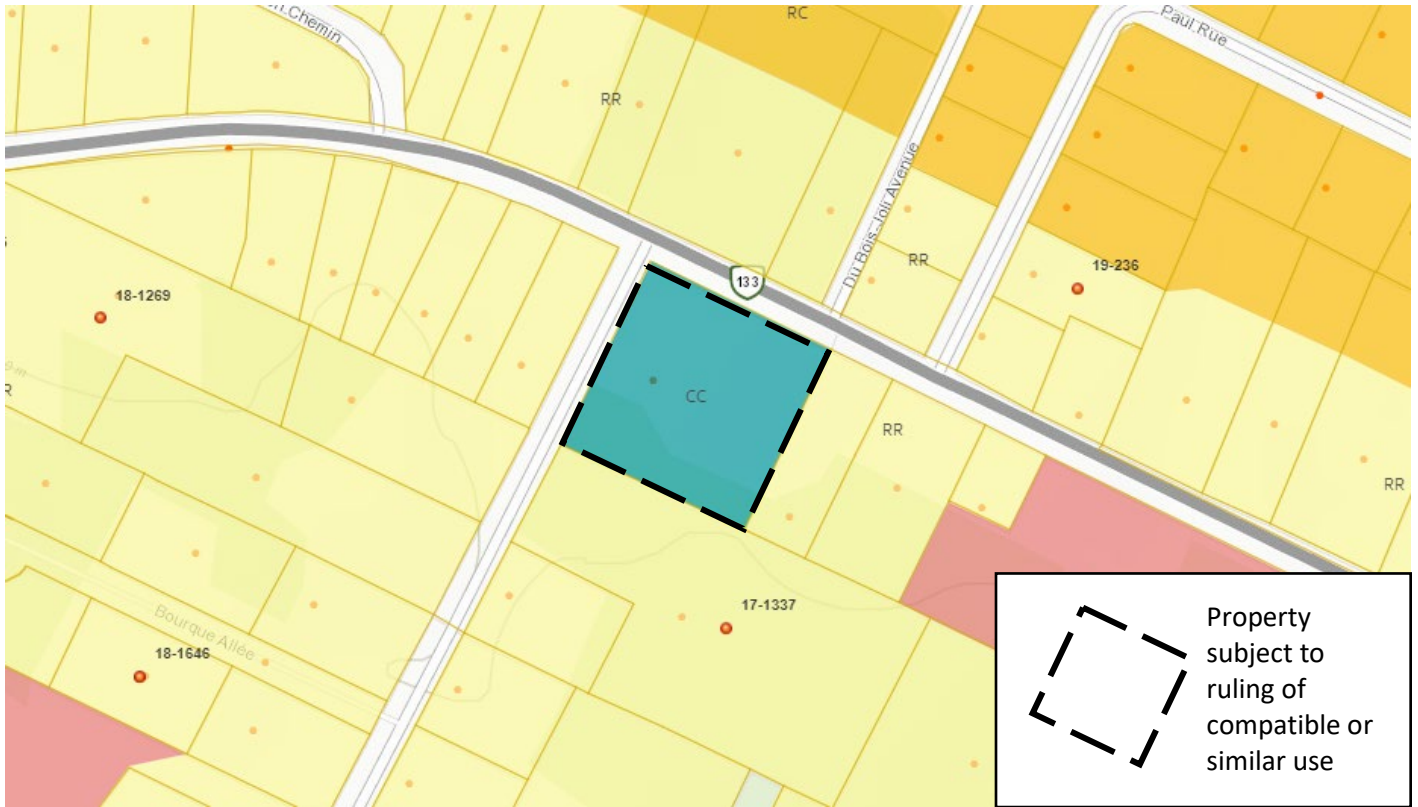 n Chemin
RC
Paul Rue
RR
Du Bois-Joli Avenue
RR
19-236
133
18-1269
CC
RR
RR
17-1337
Bourque Allée
18-1646
Property
subject to
ruling of
compatible or
similar use